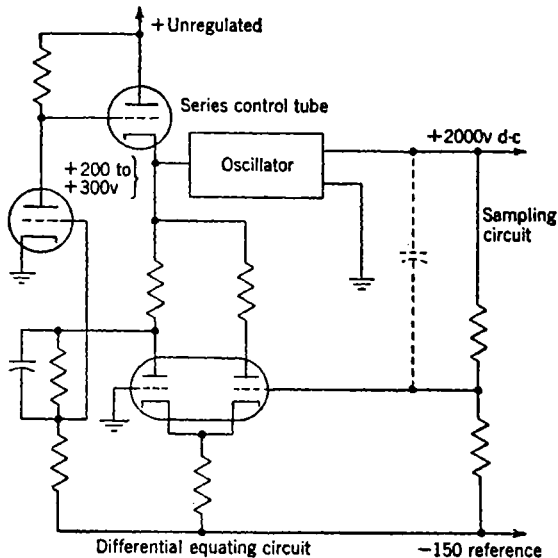 +Unregulated
Series control tube
+2000v d-c
Oscillator
+200 to
+300v
Sampling
circuit
Differential equating circuit
-150 reference